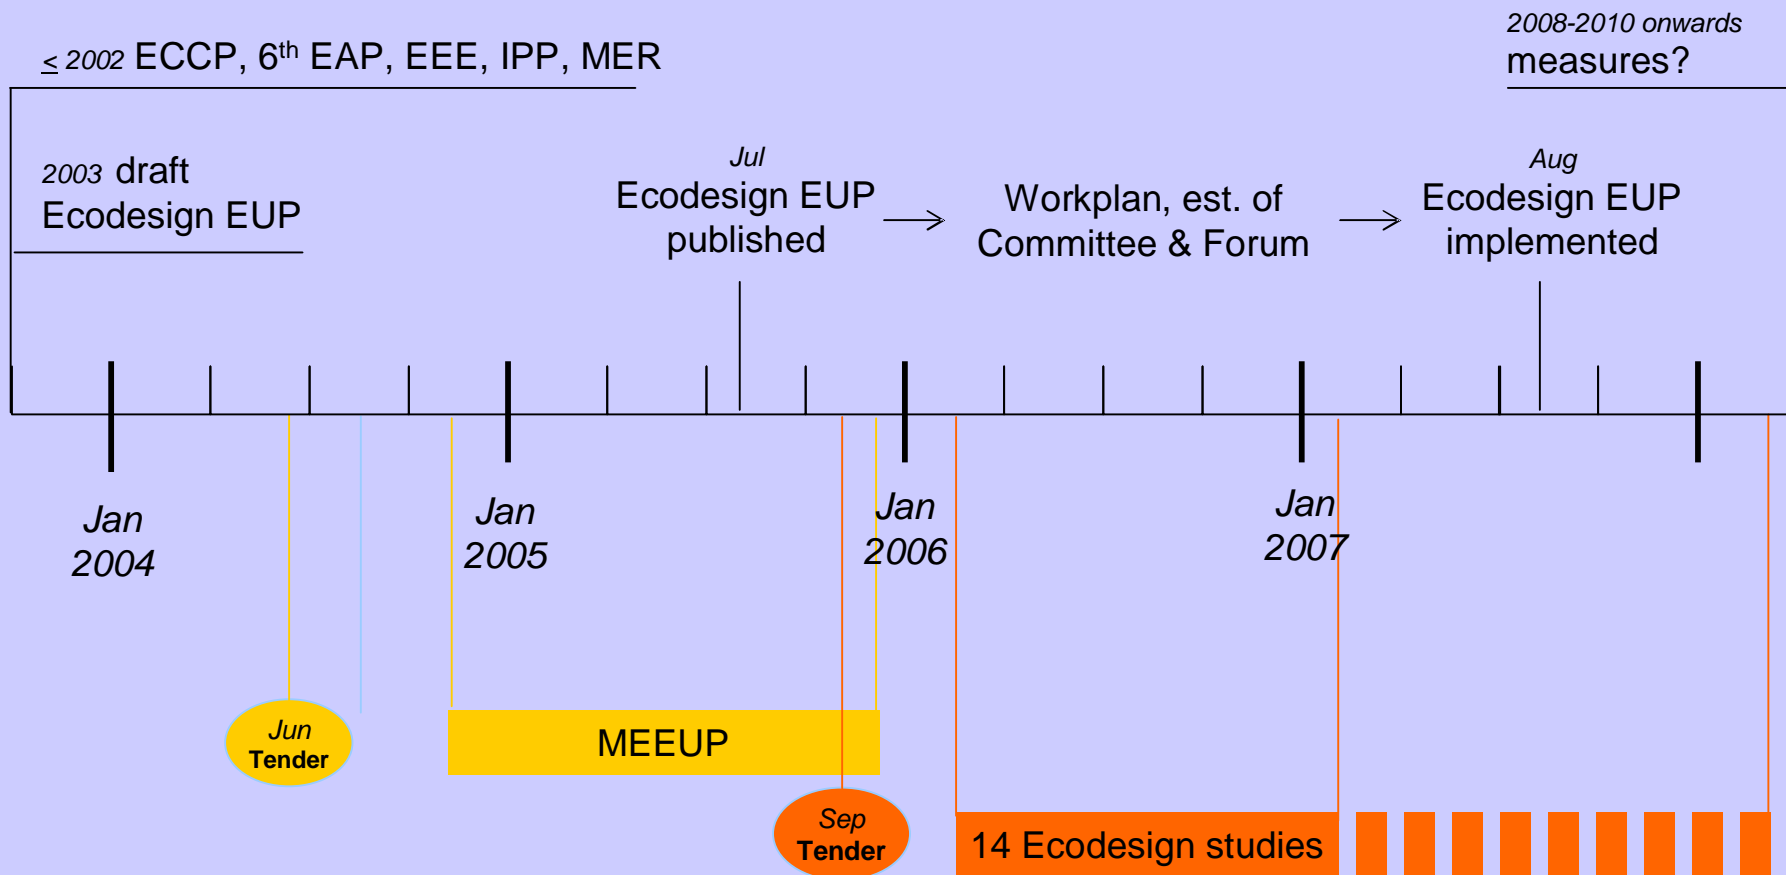 ≤ 2002 ECCP, 6th EAP, EEE, IPP, MER
2008-2010 onwards
measures?
2003 draft
Ecodesign EUP
Jul
Ecodesign EUP
published
Workplan, est. of
Committee & Forum
Aug
Ecodesign EUP
implemented
Jan
2004
Jan
2005
Jan
2006
Jan
2007
Jun
Tender
MEEUP
Sep
Tender
14 Ecodesign studies